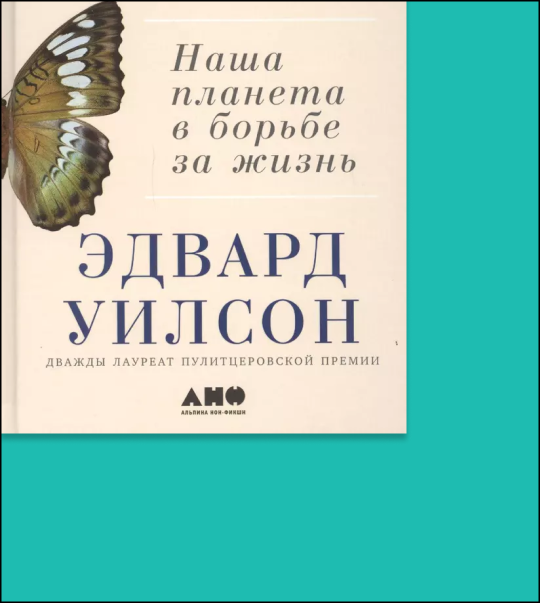 Наша
планета
в борьбе
за жизнь
ЭДВАРД
УИЛСОН
ДВАЖДЫ ЛАУРЕАТ ПУЛИТЦЕРОВСКОЙ ПРЕМИИ
АНФ
АЛЬПИНА НОН-ФИКШН